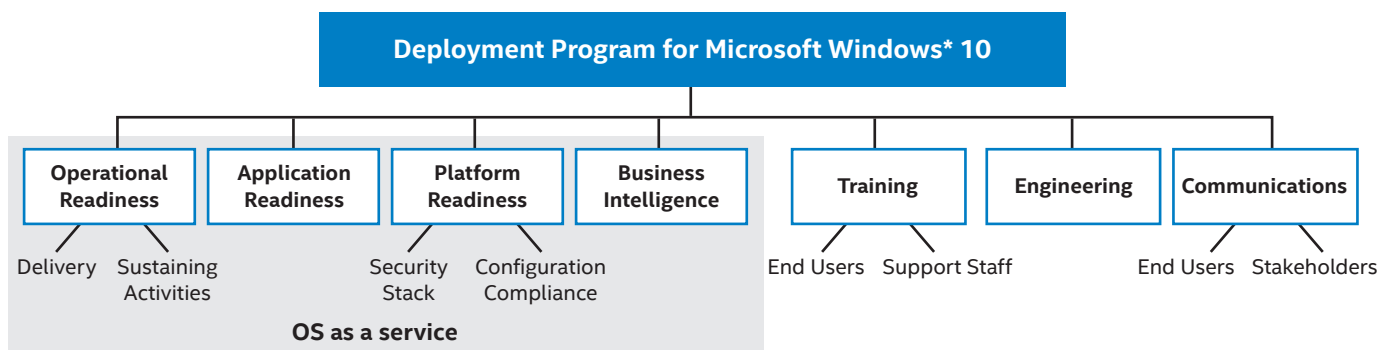 Deployment Program for Microsoft Windows* 10
Operational
Readiness
Application
Readiness
Platform
Readiness
Business
Intelligence
Training
Engineering
Communications
Delivery
Sustaining
Activities
Security
Stack
Configuration
Compliance
End Users
Support Staff
End Users
Stakeholders
OS as a service